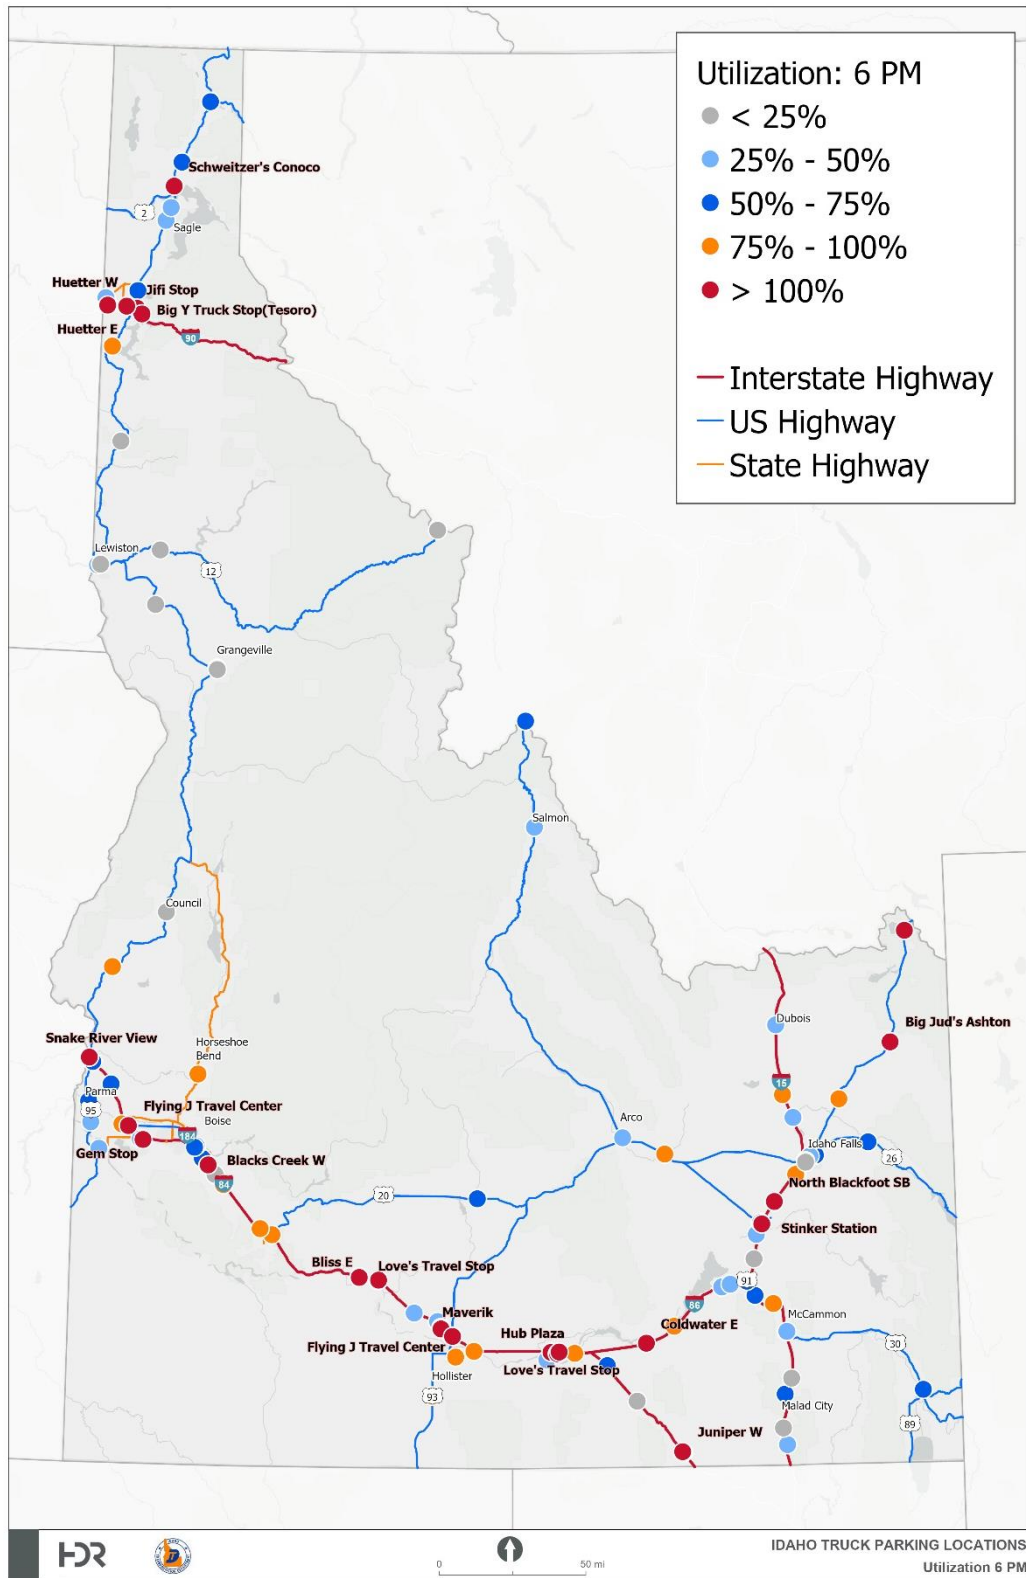 Utilization: 6 PM
< 25%
25% - 50%
50% - 75%
75% - 100%
> 100%
Interstate Highway
US Highway
State Highway
Schweitzer's Conoco
2
Sagle
Huetter W
Jifi Stop
Big Y Truck Stop(Tesoro)
Huetter E
90
Lewiston
12
Grangeville
Salmon
Council
Dubois
Big Jud's Ashton
Snake River View
Horseshoe
Bend
15
Parma
95
Flying J Travel Center
Boise
184
Arco
Idaho Falls
Gem Stop
26
Blacks Creek W
84
North Blackfoot SB
20
Stinker Station
Bliss E
Love's Travel Stop
91
86
Maverik
McCammon
Hub Plaza
Coldwater E
Flying J Travel Center
30
Love's Travel Stop
Hollister
93
Malad City
89
Juniper W
HDR
0
50 mi
IDAHO TRUCK PARKING LOCATIONS
Utilization 6 PM